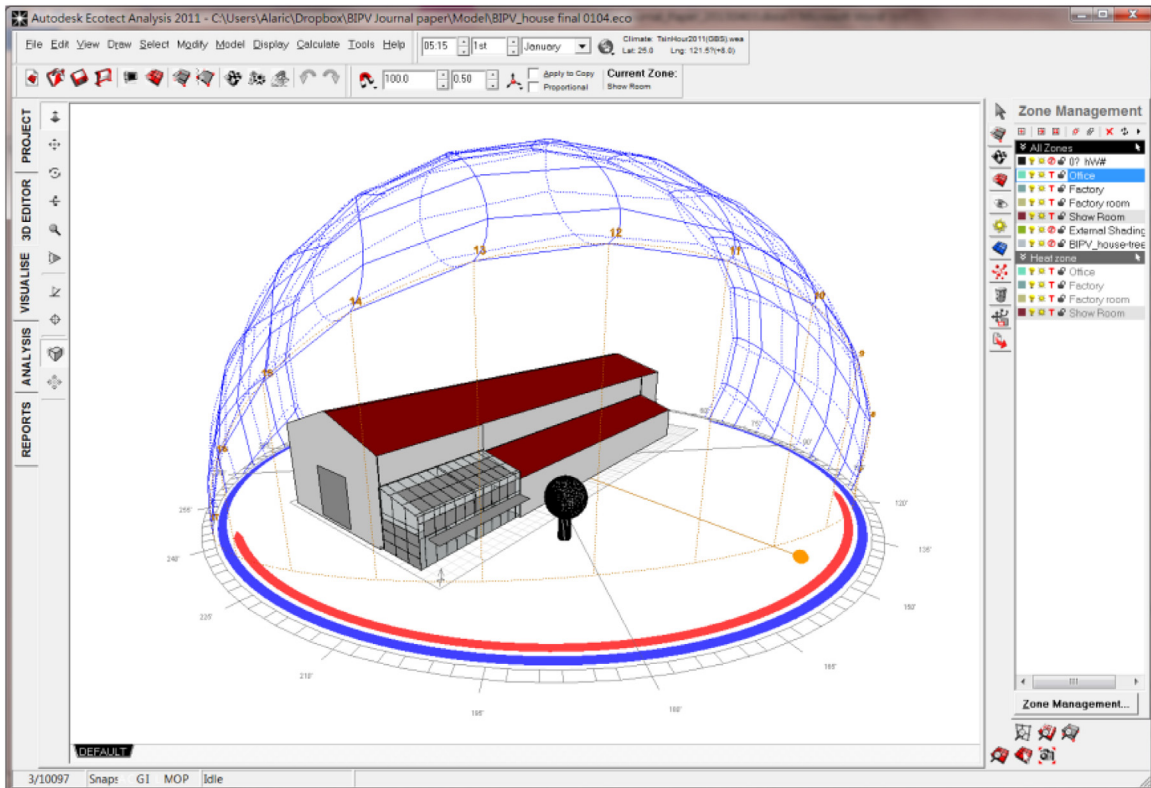 Autodesk Ecotect Analysis 2011 - C:\Users\Alaric\Dropbox\BIPV Journal paper\Model\BIPV_house final 0104.eco
File Edit View Draw Select Modify Model Display Calculate Tools Help
05:15 1st January
Climate: TsinHour2011(GBS).wea
Lat: 25.0 Lng: 121.5?(+8.0)
100.0 0.50
Apply to Copy
Proportional
Current Zone:
Show Room
PROJECT
3D EDITOR
VISUALISE
ANALYSIS
REPORTS
Zone Management
All Zones
0? hW#
Office
Factory
Factory room
Show Room
External Shading
BIPV_house-tree
Heat zone
Office
Factory
Factory room
Show Room
Zone Management...
12
13
11
14
10
15
9
8
16
120°
135°
165°
180°
195°
210°
225°
240°
255°
DEFAULT
3/10097 Snaps: GI MOP Idle